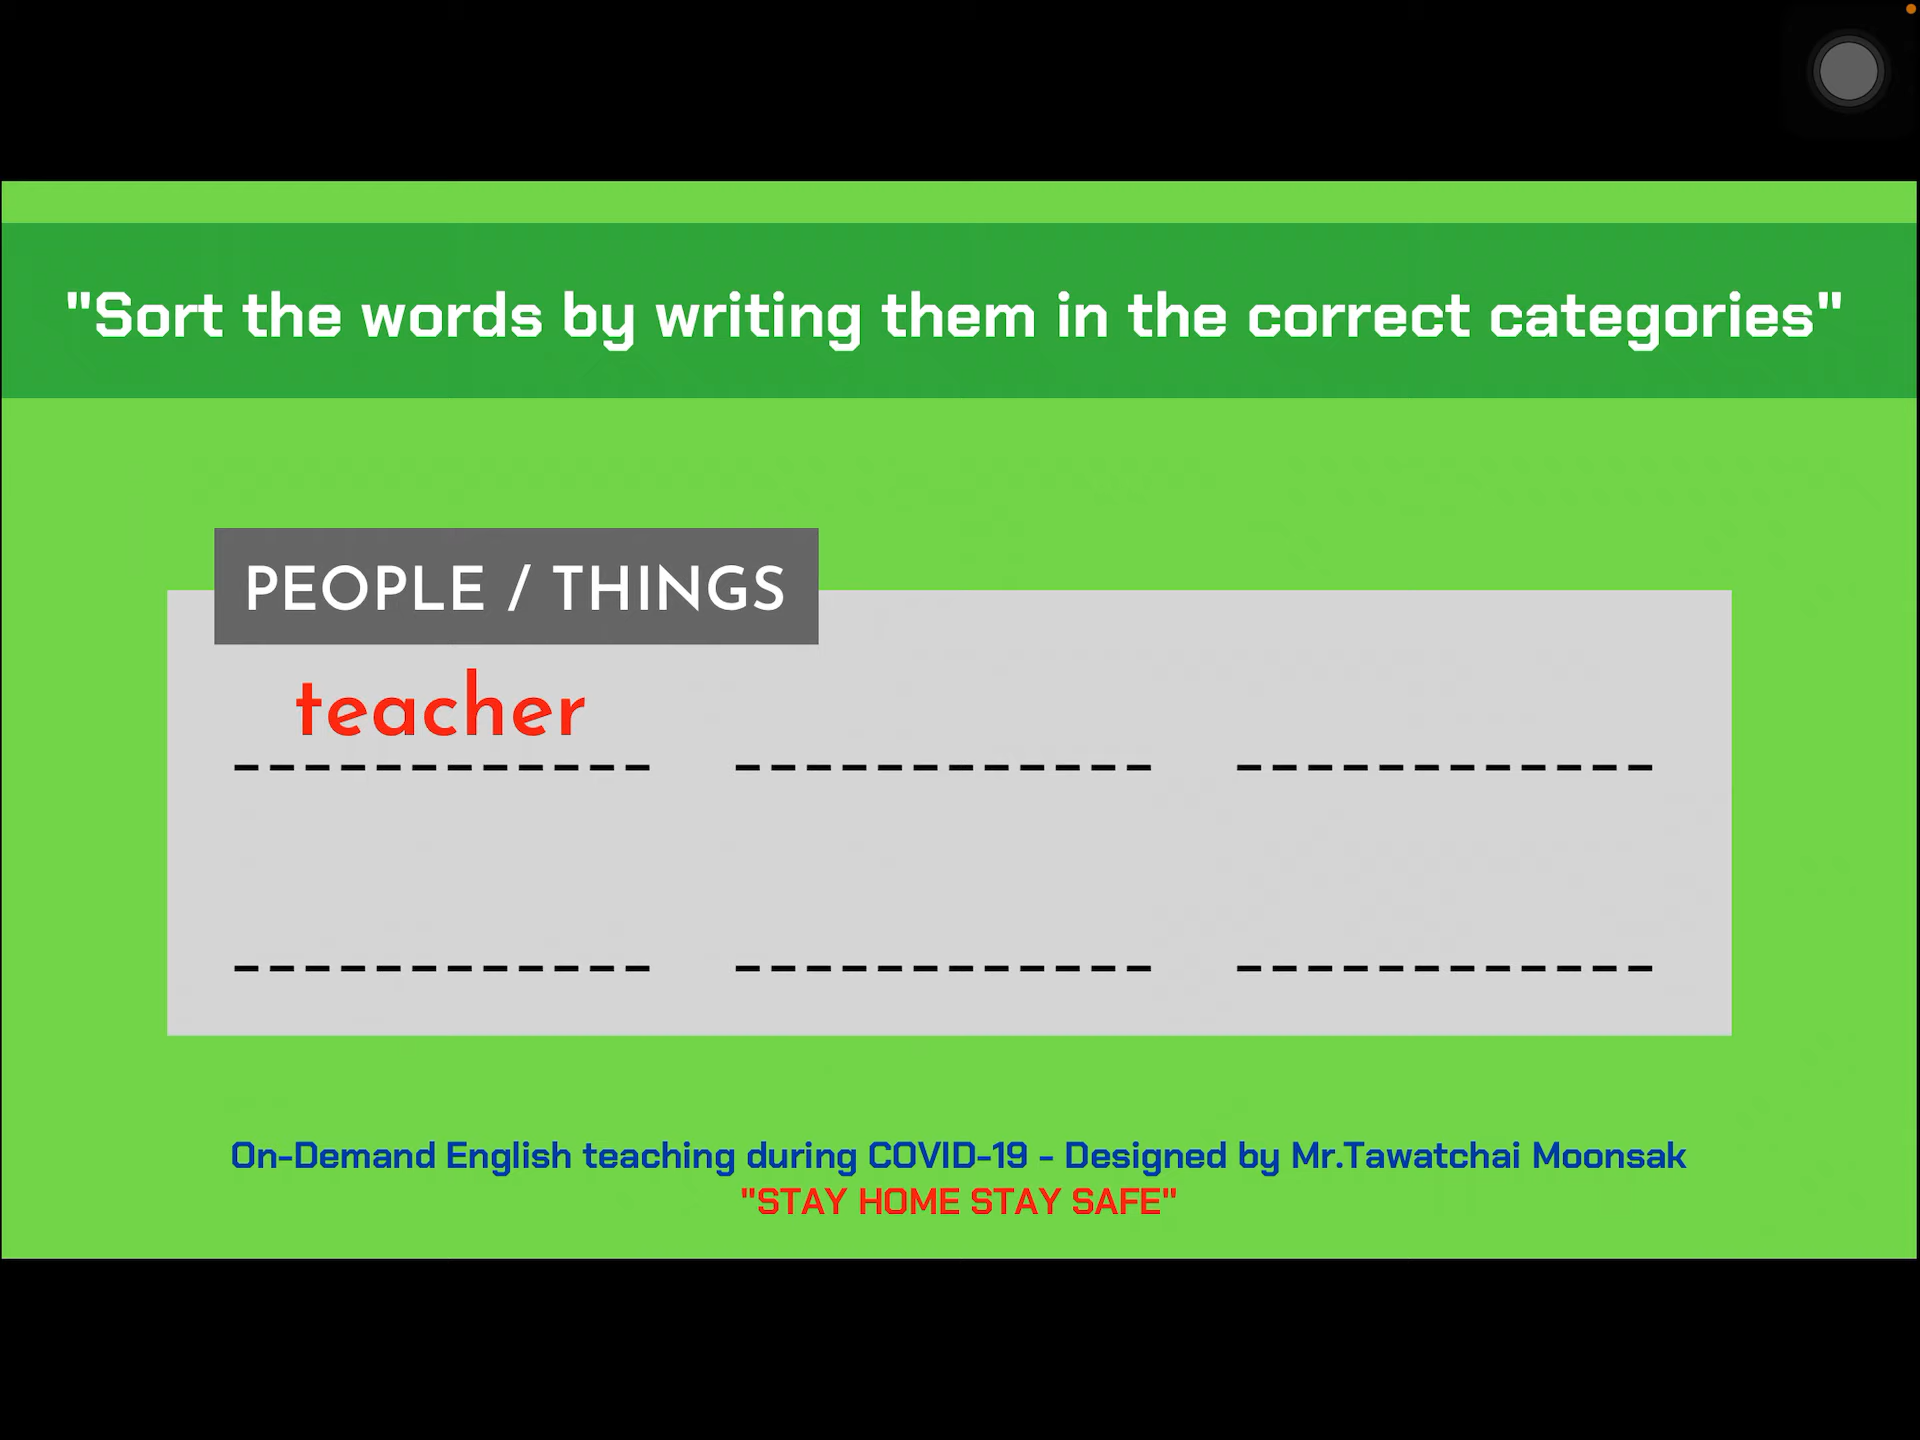 "Sort the words by writing them in the correct categories"
PEOPLE / THINGS
teacher
On-Demand English teaching during COVID-19 - Designed by Mr.Tawatchai Moonsak
"STAY HOME STAY SAFE"